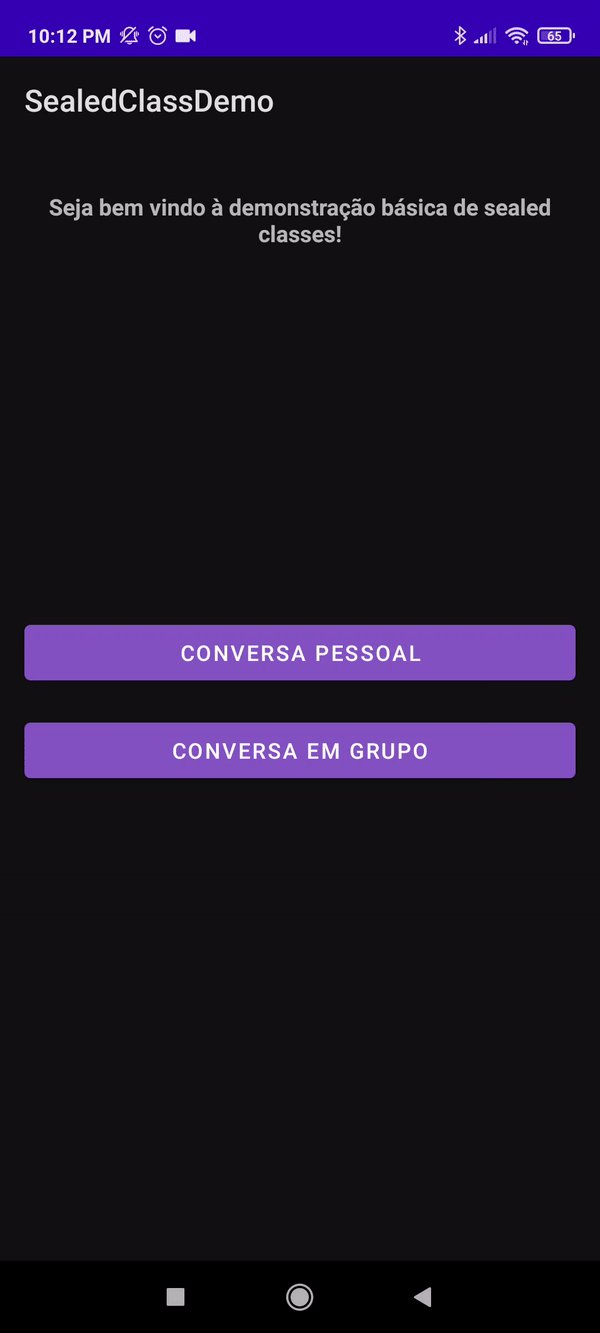 10:12 PM 65
SealedClassDemo
Seja bem vindo à demonstração básica de sealed
classes!
CONVERSA PESSOAL
CONVERSA EM GRUPO